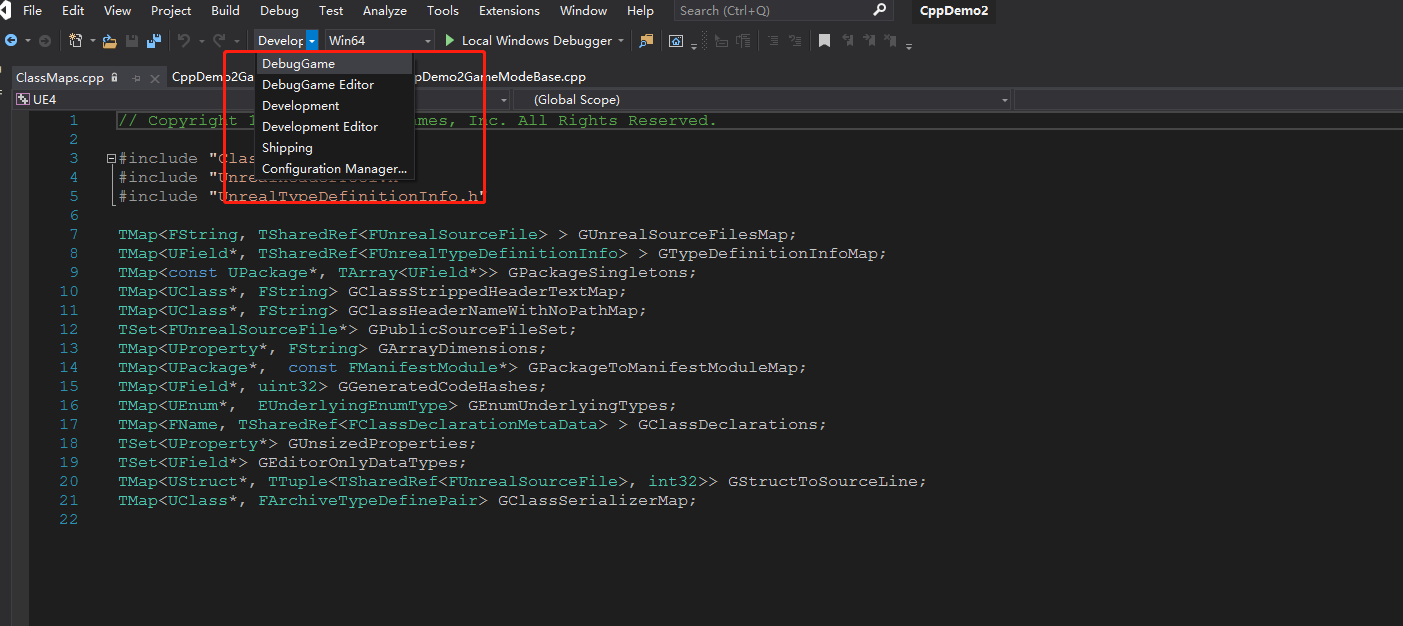 File Edit View Project Build Debug Test Analyze Tools Extensions Window Help Search (Ctrl+Q) CppDemo2
Develop Win64 Local Windows Debugger
ClassMaps.cpp CppDemo2Ga pDemo2GameModeBase.cpp
UE4 (Global Scope)
DebugGame
DebugGame Editor
Development
Development Editor
Shipping
Configuration Manager...
1 // Copyright 1 ames, Inc. All Rights Reserved.
2
3 #include "Clas
4 #include
5 #include "UnrealTypeDefinitionInfo.h"
6
7 TMap<FString, TSharedRef<FUnrealSourceFile> > GUnrealSourceFilesMap;
8 TMap<UField*, TSharedRef<FUnrealTypeDefinitionInfo> > GTypeDefinitionInfoMap;
9 TMap<const UPackage*, TArray<UField*>> GPackageSingletons;
10 TMap<UClass*, FString> GClassStrippedHeaderTextMap;
11 TMap<UClass*, FString> GClassHeaderNameWithNoPathMap;
12 TSet<FUnrealSourceFile*> GPublicSourceFileSet;
13 TMap<UProperty*, FString> GArrayDimensions;
14 TMap<UPackage*,  const FManifestModule*> GPackageToManifestModuleMap;
15 TMap<UField*, uint32> GGeneratedCodeHashes;
16 TMap<UEnum*,  EUnderlyingEnumType> GEnumUnderlyingTypes;
17 TMap<FName, TSharedRef<FClassDeclarationMetaData> > GClassDeclarations;
18 TSet<UProperty*> GUnsizedProperties;
19 TSet<UField*> GEditorOnlyDataTypes;
20 TMap<UStruct*, TTuple<TSharedRef<FUnrealSourceFile>, int32>> GStructToSourceLine;
21 TMap<UClass*, FArchiveTypeDefinePair> GClassSerializerMap;
22